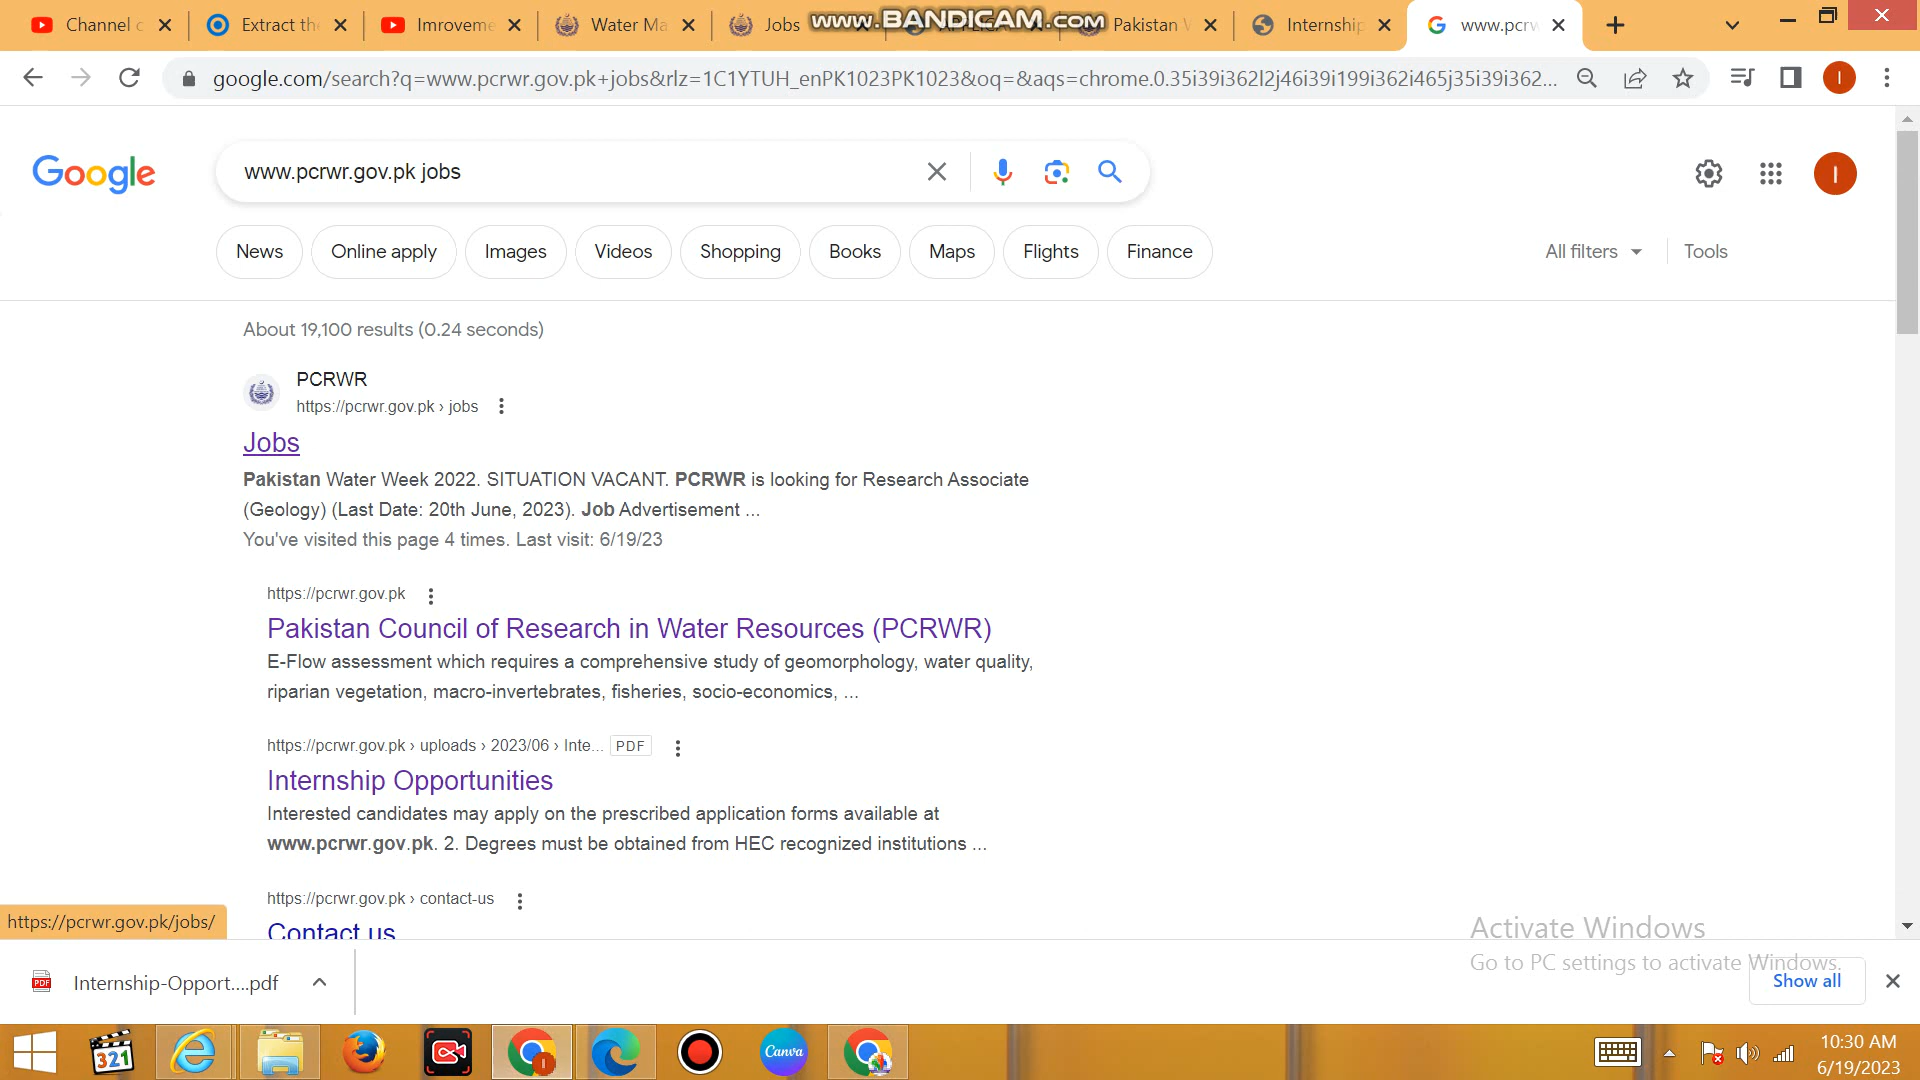 Channel c
Extract the
Imroveme
Water Ma
Jobs
www.BANDICAM.com
Pakistan
Internship
www.pcrw
google.com/search?q=www.pcrwr.gov.pk+jobs&rlz=1C1YTUH_enPK1023PK1023&oq=&aqs=chrome.0.35i39i362l2j46i39i199i362i465j35i39i362...
Google
www.pcrwr.gov.pk jobs
News
Online apply
Images
Videos
Shopping
Books
Maps
Flights
Finance
All filters
Tools
About 19,100 results (0.24 seconds)
PCRWR
https://pcrwr.gov.pk › jobs
Jobs
Pakistan Water Week 2022. SITUATION VACANT. PCRWR is looking for Research Associate
(Geology) (Last Date: 20th June, 2023). Job Advertisement ...
You've visited this page 4 times. Last visit: 6/19/23
https://pcrwr.gov.pk
Pakistan Council of Research in Water Resources (PCRWR)
E-Flow assessment which requires a comprehensive study of geomorphology, water quality,
riparian vegetation, macro-invertebrates, fisheries, socio-economics, ...
https://pcrwr.gov.pk › uploads › 2023/06 › Inte... PDF
Internship Opportunities
Interested candidates may apply on the prescribed application forms available at
www.pcrwr.gov.pk. 2. Degrees must be obtained from HEC recognized institutions ...
https://pcrwr.gov.pk › contact-us
Contact us
https://pcrwr.gov.pk/jobs/
Activate Windows
Go to PC settings to activate Windows.
Internship-Opport....pdf
Show all
321
Canva
10:30 AM
6/19/2023